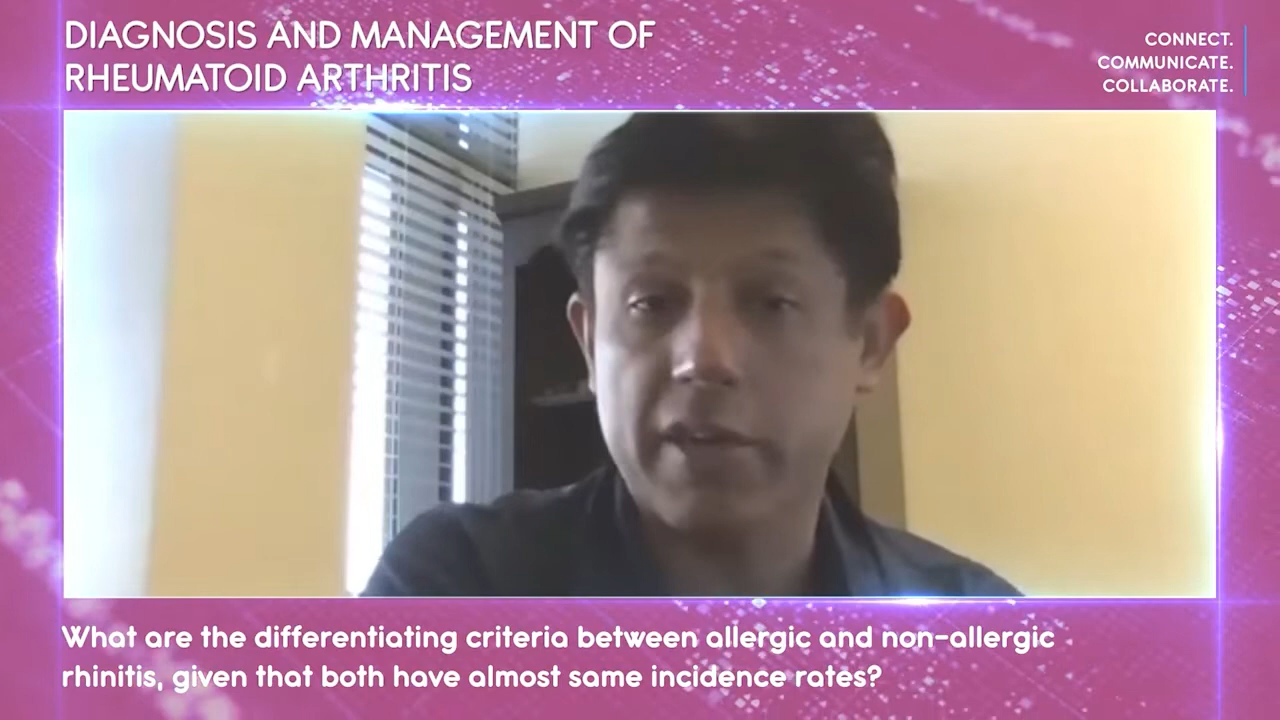 DIAGNOSIS AND MANAGEMENT OF
RHEUMATOID ARTHRITIS
CONNECT.
COMMUNICATE.
COLLABORATE.
What are the differentiating criteria between allergic and non-allergic
rhinitis, given that both have almost same incidence rates?